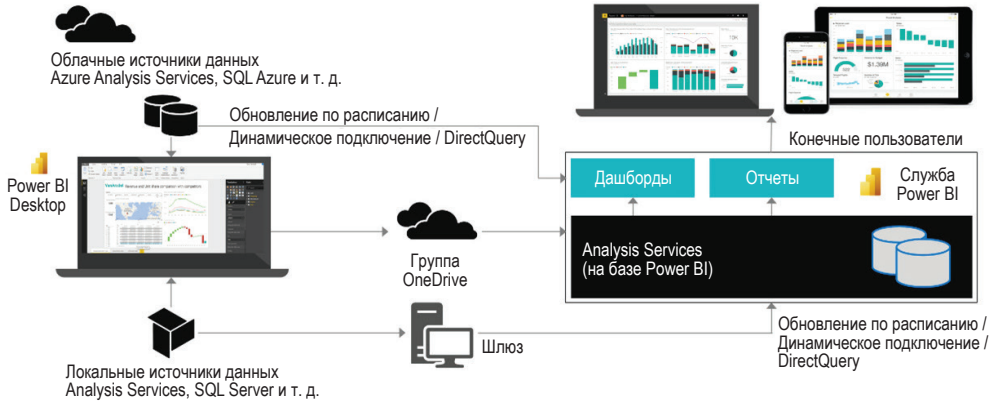 Облачные источники данных
Azure Analysis Services, SQL Azure и т. д.
Обновление по расписанию /
Динамическое подключение / DirectQuery
Конечные пользователи
Power BI
Desktop
Дашборды
Отчеты
Служба
Power BI
Analysis Services
(на базе Power BI)
Группа
OneDrive
Шлюз
Обновление по расписанию /
Динамическое подключение /
DirectQuery
Локальные источники данных
Analysis Services, SQL Server и т. д.
$1.39M